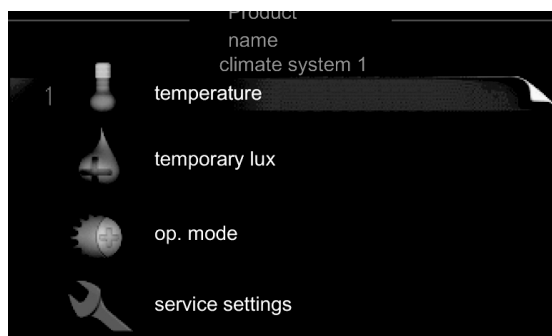 Product
name
climate system 1
1 temperature
temporary lux
op. mode
service settings